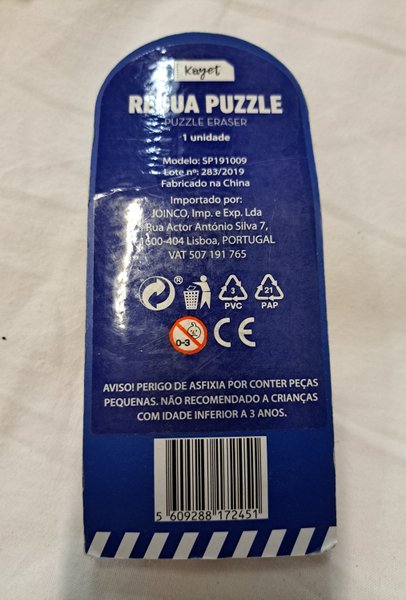 Kayet
RÉGUA PUZZLE
PUZZLE ERASER
1 unidade
Modelo: SP191009
Lote nº: 283/2019
Fabricado na China
Importado por:
JOINCO, Imp. e Exp. Lda
Rua Actor António Silva 7,
1600-404 Lisboa, PORTUGAL
VAT 507 191 765
®
3
PVC
21
PAP
0-3
CE
AVISO! PERIGO DE ASFIXIA POR CONTER PEÇAS
PEQUENAS. NÃO RECOMENDADO A CRIANÇAS
COM IDADE INFERIOR A 3 ANOS.
5 609288 172451